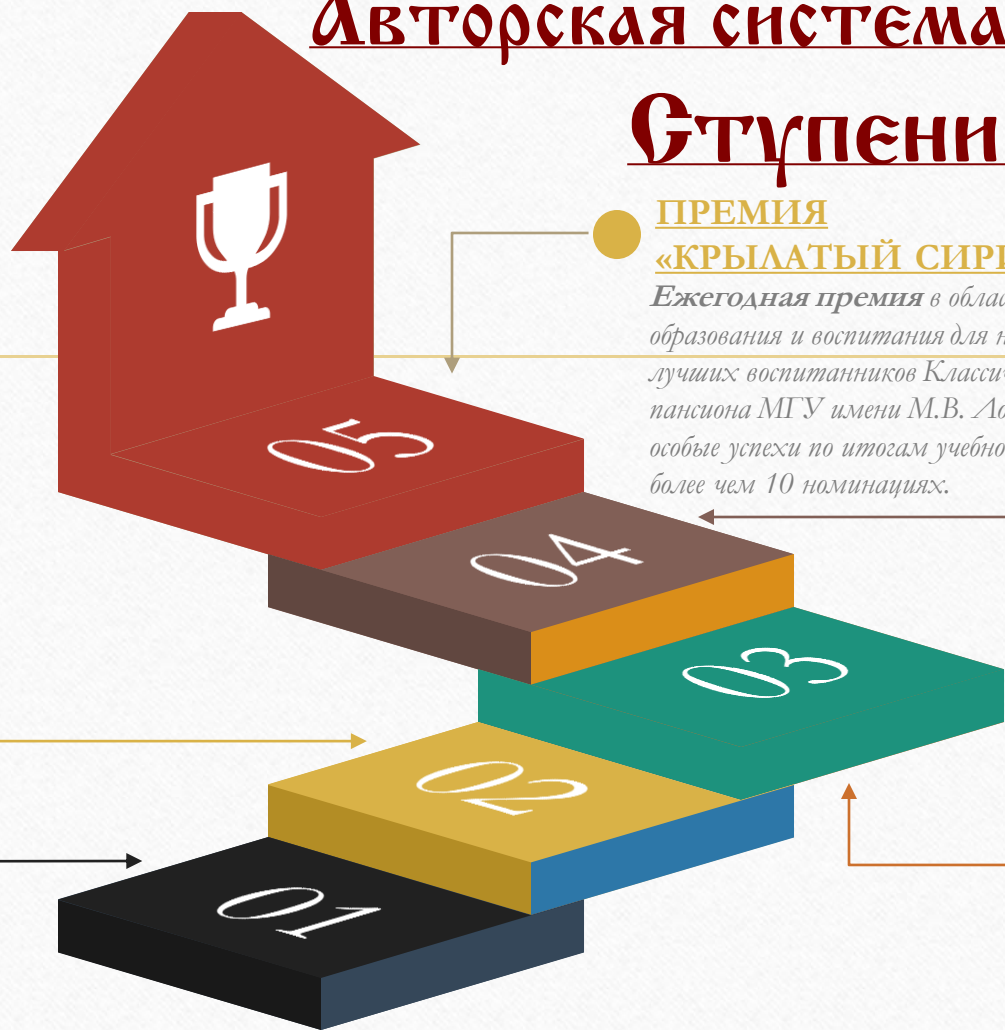 Авторская система
Ступени
ПРЕМИЯ
«КРЫЛАТЫЙ
Ежегодная премия в
образования и воспитания для
лучших воспитанников
пансиона МГУ имени М.В.
особые успехи по итогам
более чем 10 номинациях.
05
04
03
02
01